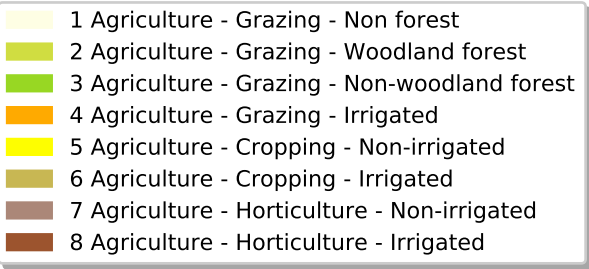 1 Agriculture - Grazing - Non forest
2 Agriculture - Grazing - Woodland forest
3 Agriculture - Grazing - Non-woodland forest
4 Agriculture - Grazing - Irrigated
5 Agriculture - Cropping - Non-irrigated
6 Agriculture - Cropping - Irrigated
7 Agriculture - Horticulture - Non-irrigated
8 Agriculture - Horticulture - Irrigated